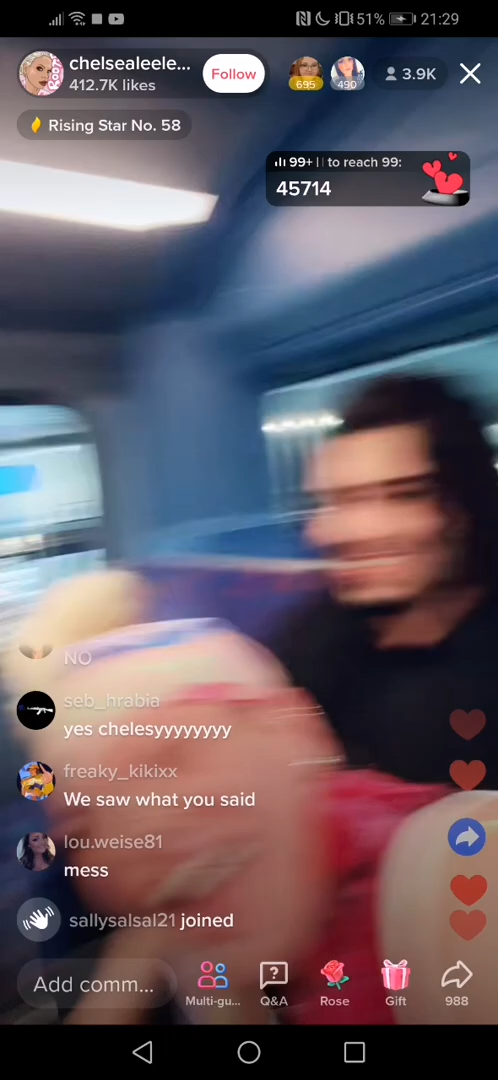 51% 21:29
chelsealeele...
412.7K likes
Follow
695
490
3.9K
Rising Star No. 58
99+ to reach 99:
45714
NO
seb_hrabia
yes chelesyyyyyyyy
freaky_kikixx
We saw what you said
lou.weise81
mess
sallysalsal21 joined
Add comm...
Multi-gu...
Q&A
Rose
Gift
988